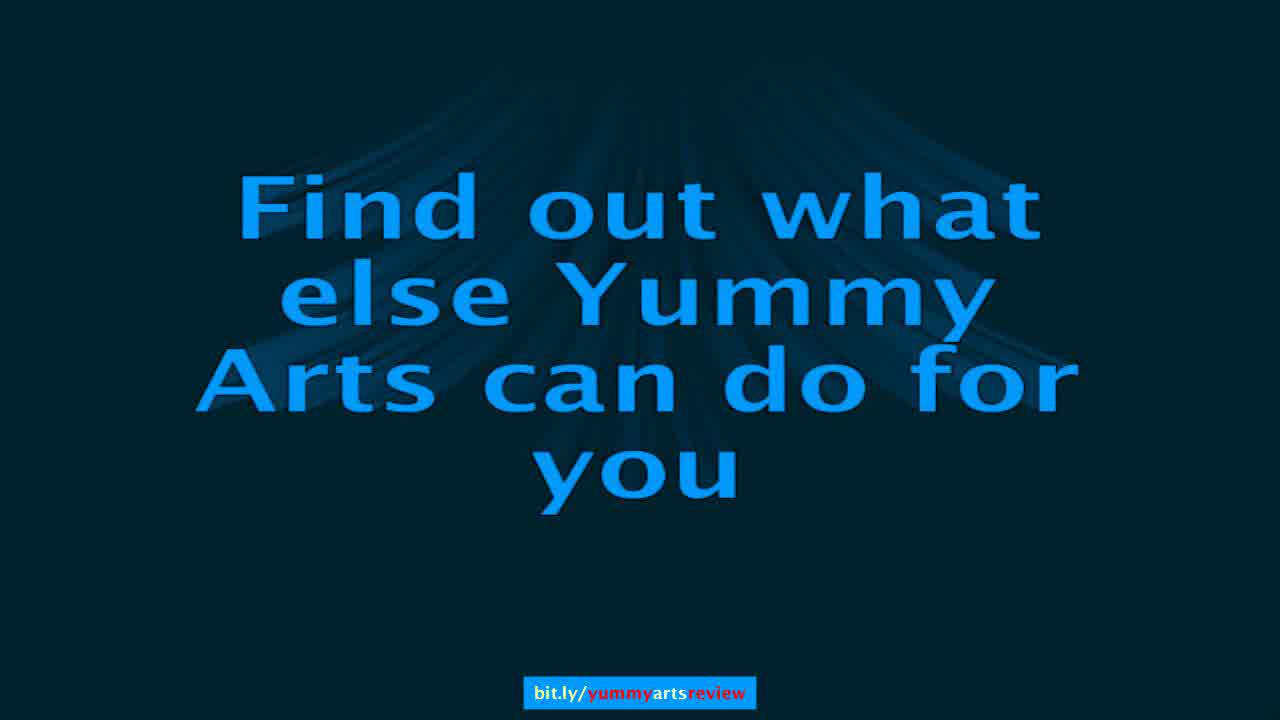 Find out what
else Yummy
Arts can do for
you
bit.ly/yummyartsreview